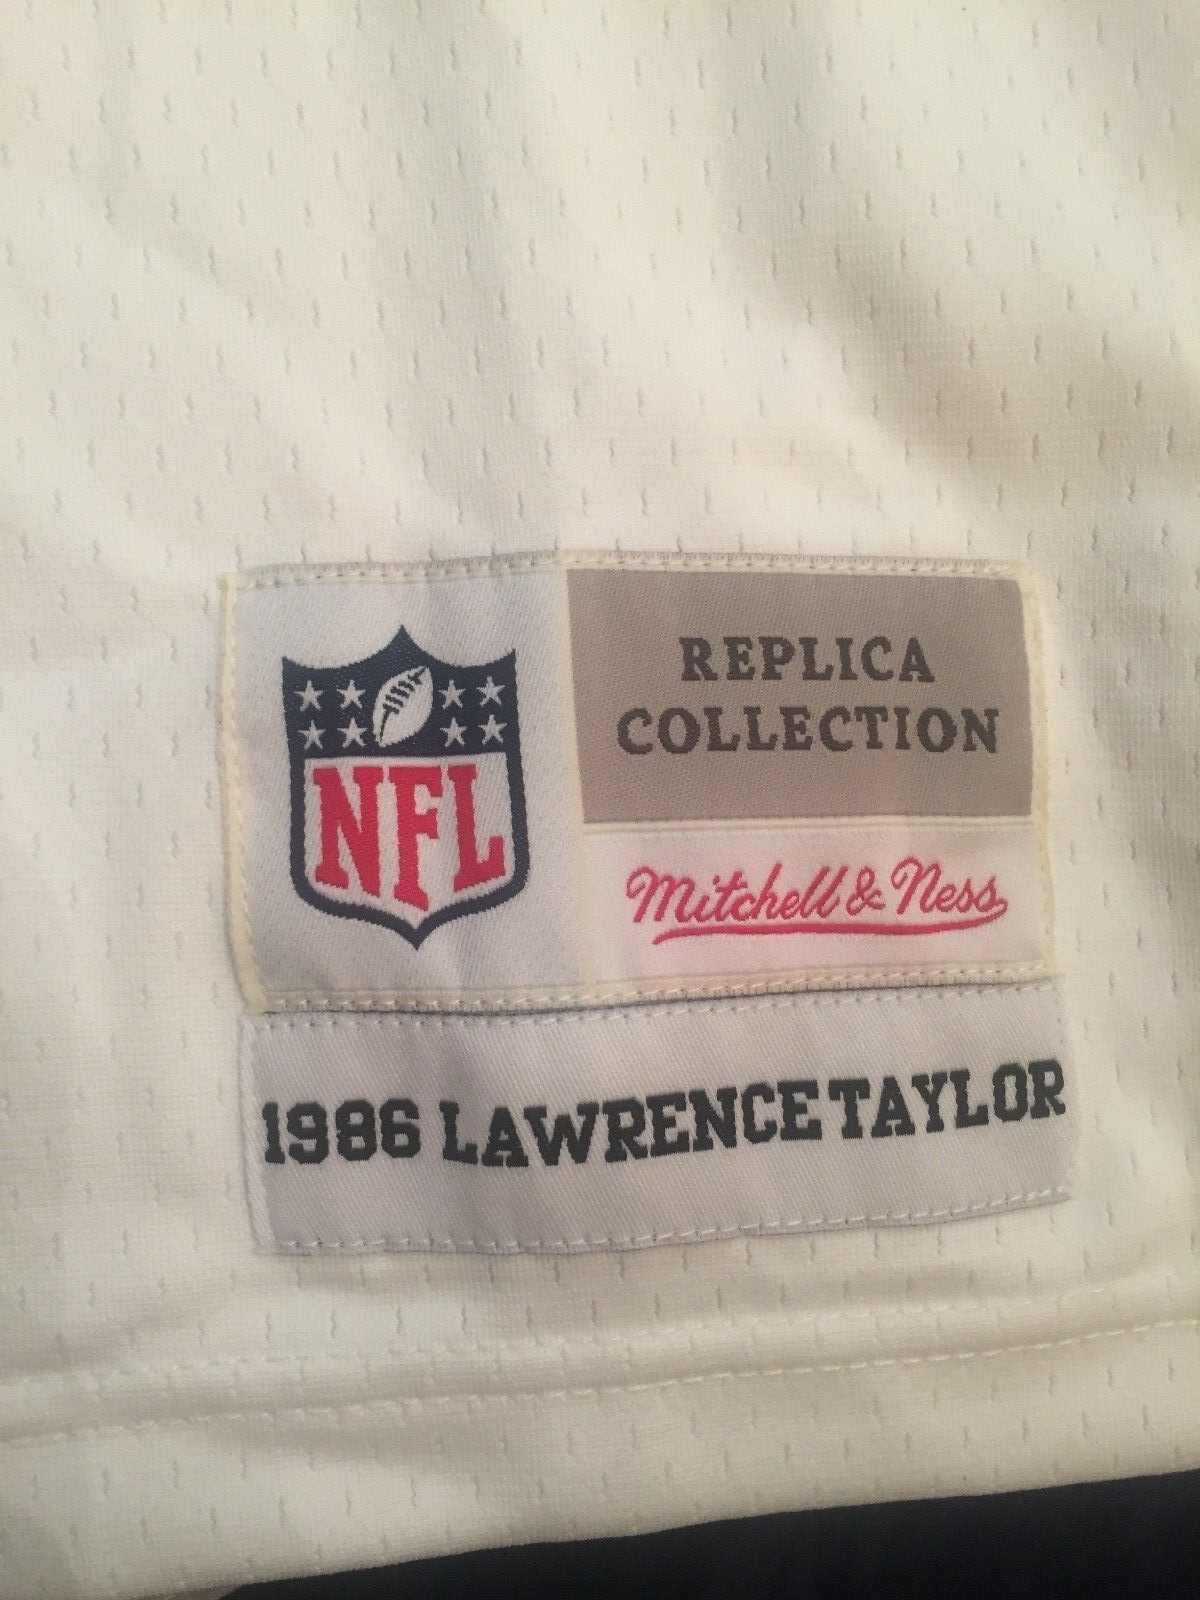 NFL
REPLICA
COLLECTION
Mitchell & Ness
1986 LAWRENCE TAYLOR